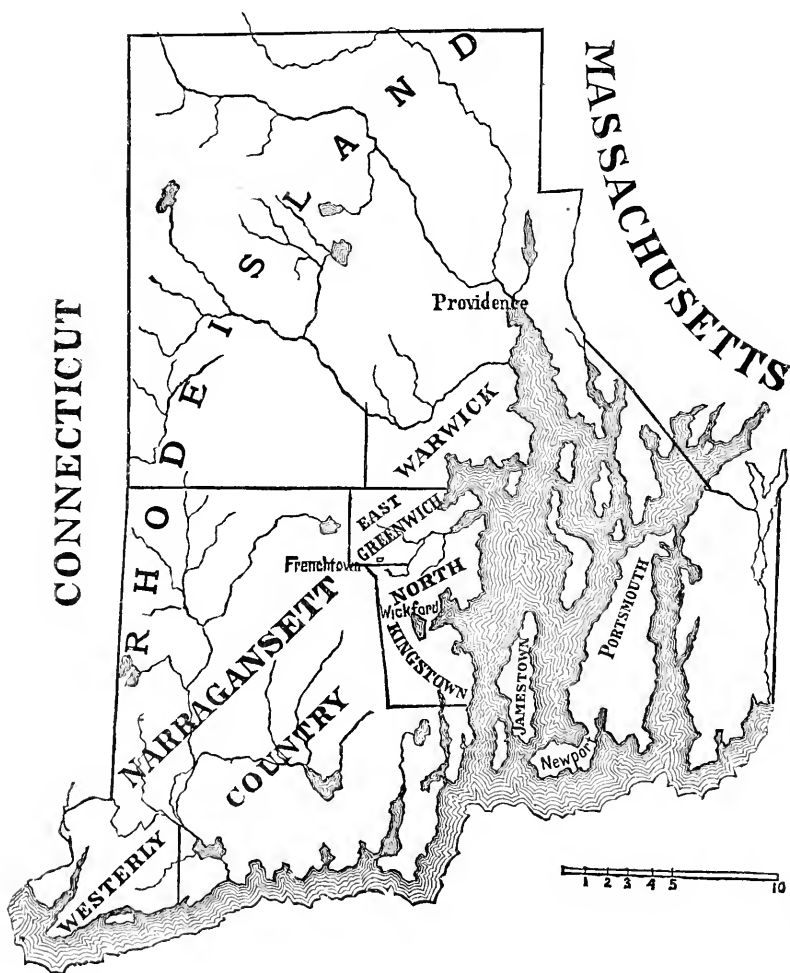 MASSACHUSETTS
CONNECTICUT
RHODE ISLAND
Providence
WARWICK
EAST
GREENWICH
Frenchtown
NORTH
Wickford
KINGSTOWN
NARRAGANSETT
COUNTRY
PORTSMOUTH
JAMESTOWN
Newport
WESTERLY
1 2 3 4 5 10